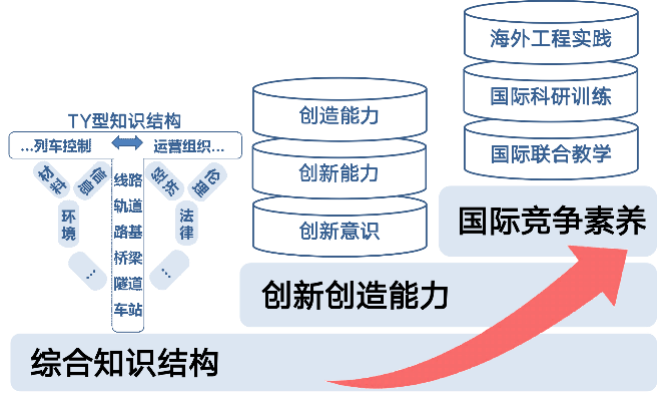 海外工程实践
国际科研训练
国际联合教学
国际竞争素养
创造能力
创新能力
创新意识
创新创造能力
TY型知识结构
...列车控制
运营组织...
材料
管理
环境
...
线路
轨道
路基
桥梁
隧道
车站
经济
理论
法律
...
综合知识结构